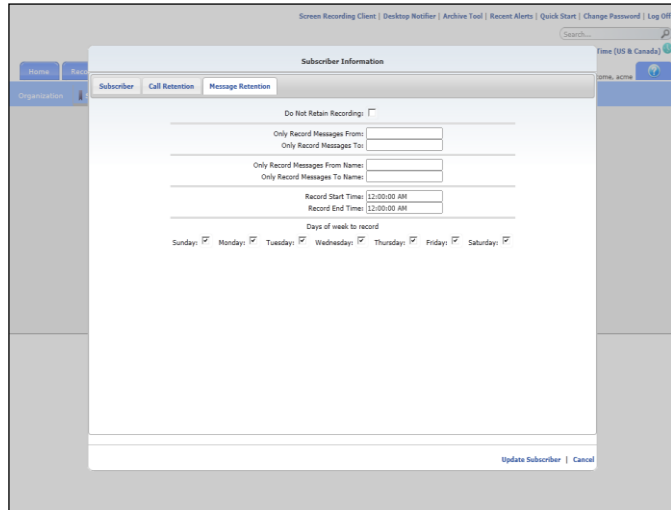 Screen Recording Client | Desktop Notifier | Archive Tool | Recent Alerts | Quick Start | Change Password | Log Off
Search...
Time (US & Canada)
Subscriber Information
Home
come, acme
Subscriber Call Retention Message Retention
Organization
Do Not Retain Recording:
Only Record Messages From:
Only Record Messages To:
Only Record Messages From Name:
Only Record Messages To Name:
Record Start Time: 12:00:00 AM
Record End Time: 12:00:00 AM
Days of week to record
Sunday: Monday: Tuesday: Wednesday: Thursday: Friday: Saturday:
Update Subscriber | Cancel